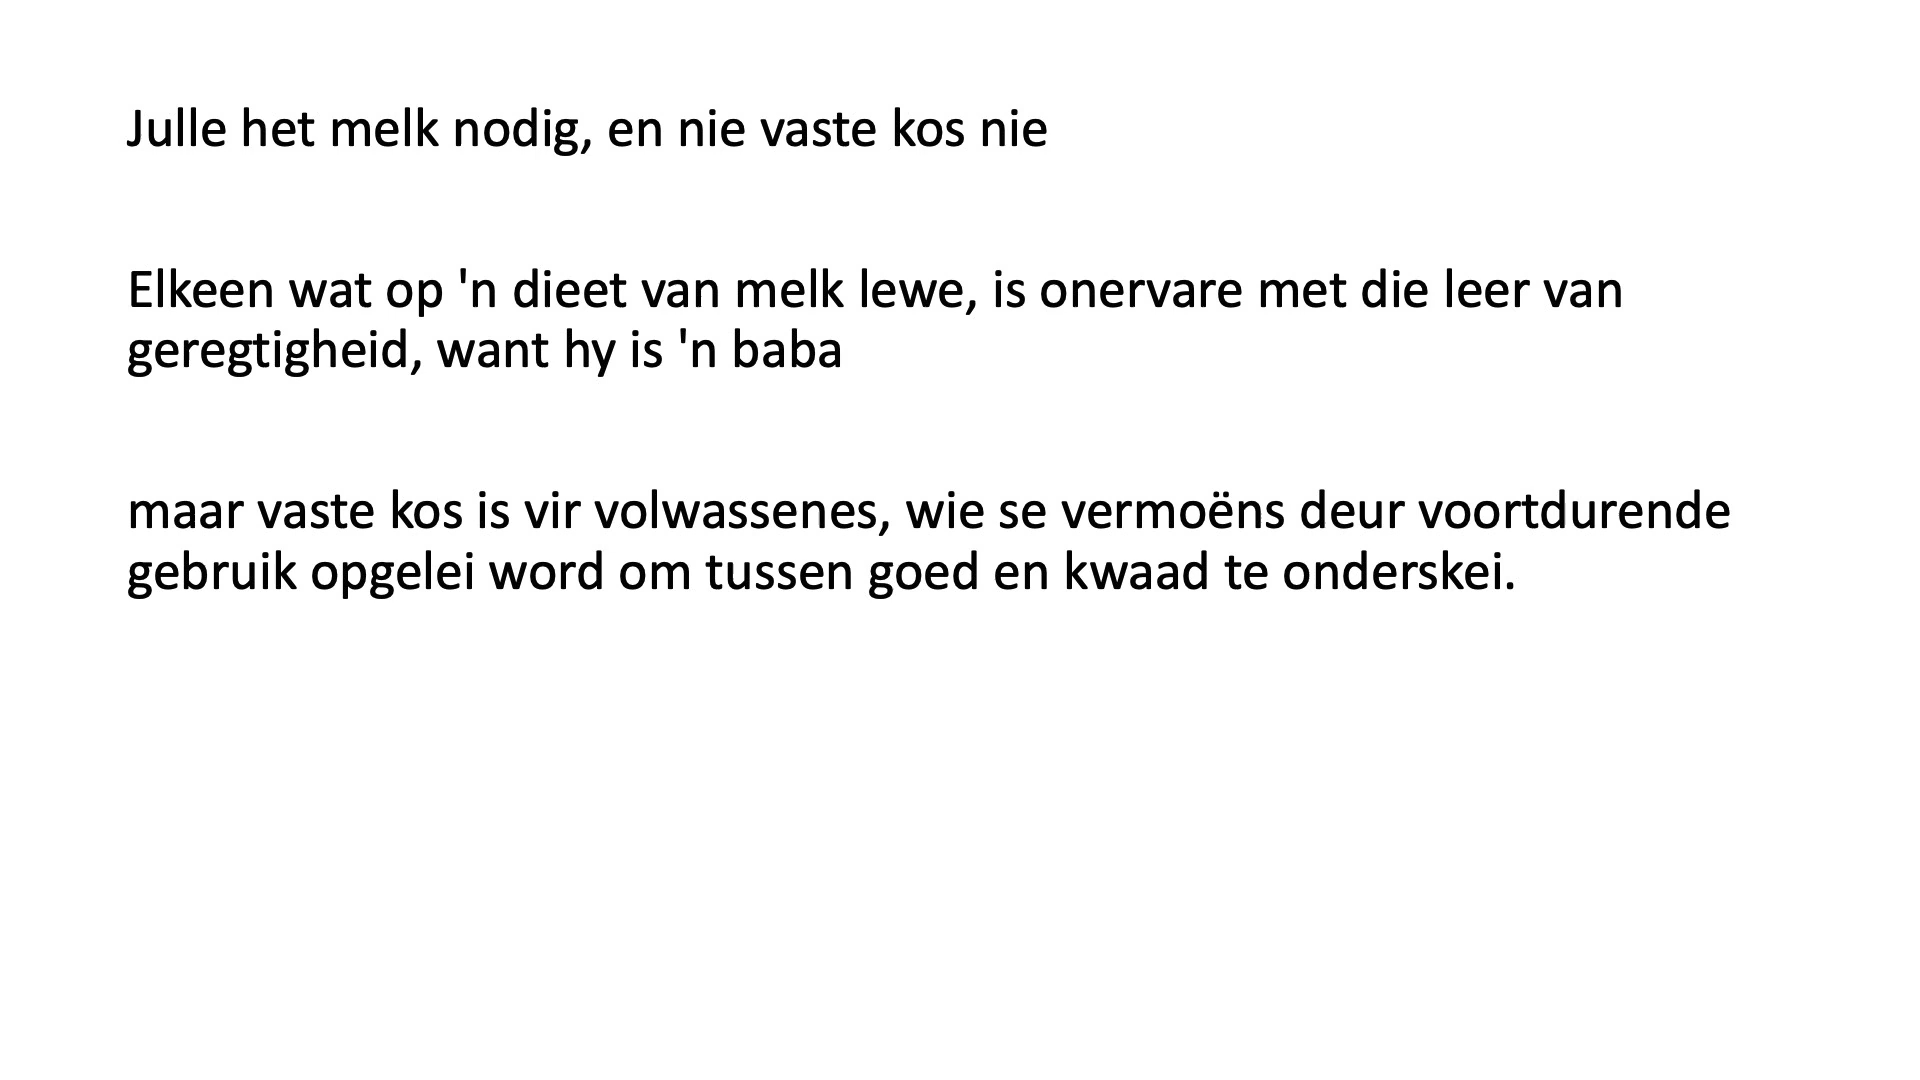 Julle het melk nodig, en nie vaste kos nie
Elkeen wat op 'n dieet van melk lewe, is onervare met die leer van
geregtigheid, want hy is 'n baba
maar vaste kos is vir volwassenes, wie se vermoëns deur voortdurende
gebruik opgelei word om tussen goed en kwaad te onderskei.